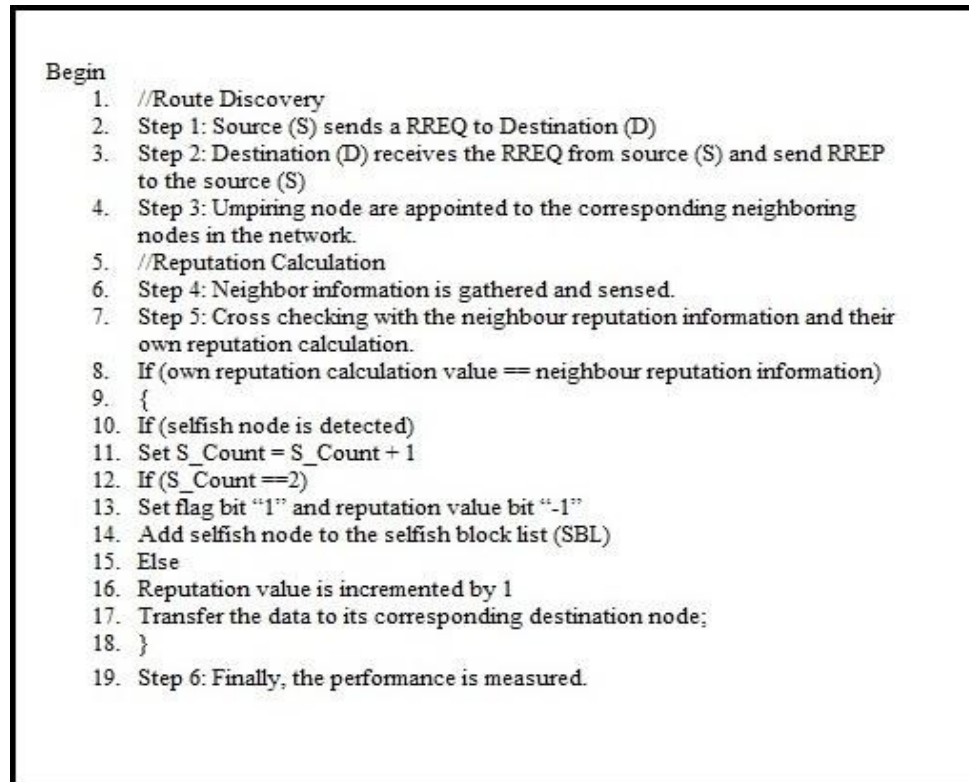 Begin
1. //Route Discovery
2. Step 1: Source (S) sends a RREQ to Destination (D)
3. Step 2: Destination (D) receives the RREQ from source (S) and send RREP
to the source (S)
4. Step 3: Umpiring node are appointed to the corresponding neighboring
nodes in the network.
5. //Reputation Calculation
6. Step 4: Neighbor information is gathered and sensed.
7. Step 5: Cross checking with the neighbour reputation information and their
own reputation calculation.
8. If (own reputation calculation value == neighbour reputation information)
9. {
10. If (selfish node is detected)
11. Set S_Count = S_Count + 1
12. If (S_Count ==2)
13. Set flag bit “1” and reputation value bit “-1”
14. Add selfish node to the selfish block list (SBL)
15. Else
16. Reputation value is incremented by 1
17. Transfer the data to its corresponding destination node;
18. }
19. Step 6: Finally, the performance is measured.